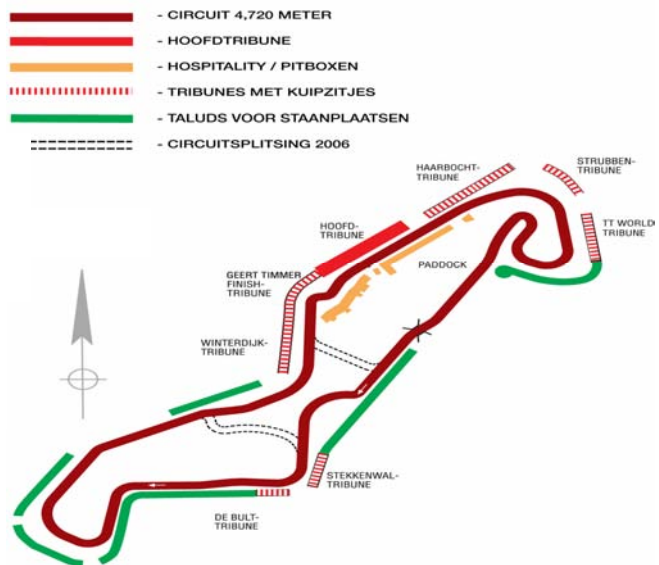 - CIRCUIT 4,720 METER
- HOOFDTRIBUNE
- HOSPITALITY / PITBOXEN
- TRIBUNES MET KUIPZITJES
- TALUDS VOOR STAANPLAATSEN
- CIRCUITSPLITSING 2006
HAARBOCHT-
TRIBUNE
STRUBBEN-
TRIBUNE
TT WORLD
TRIBUNE
HOOFD-
TRIBUNE
PADDOCK
GEERT TIMMER
FINISH-
TRIBUNE
WINTERDIJK-
TRIBUNE
STEKKENWAL-
TRIBUNE
DE BULT-
TRIBUNE